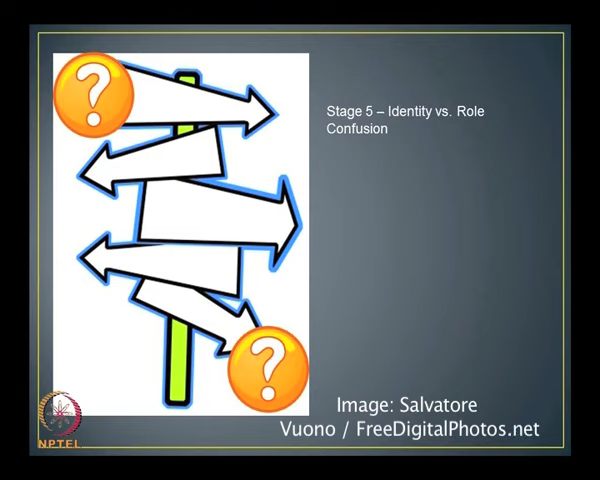 ?
Stage 5 – Identity vs. Role
Confusion
?
Image: Salvatore
Vuono / FreeDigitalPhotos.net
NPTEL